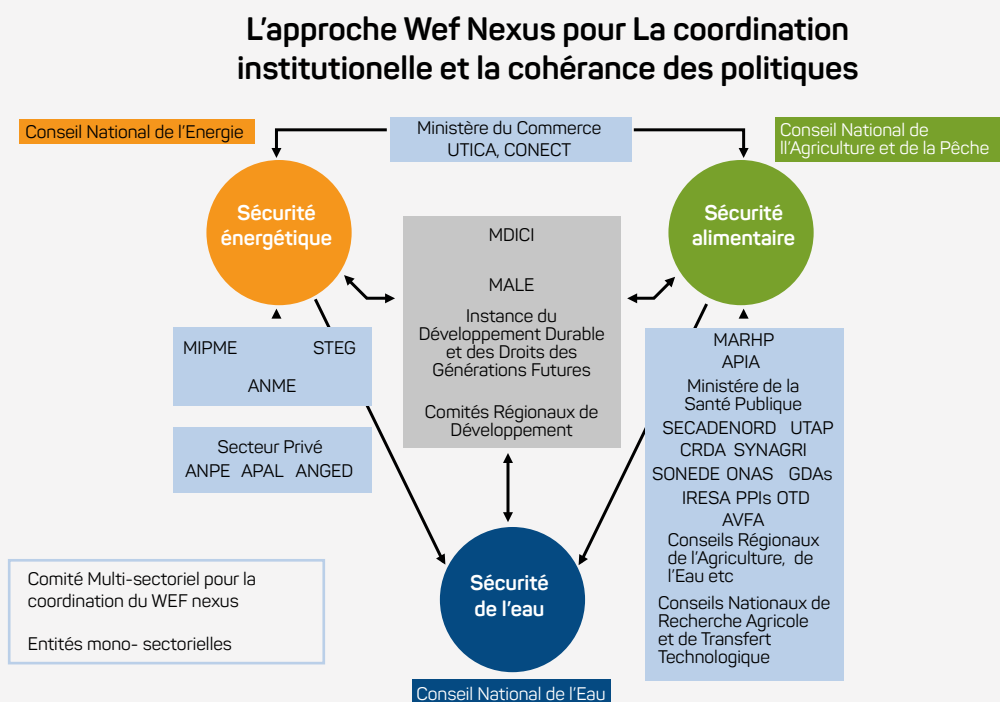 L'approche Wef Nexus pour La coordination
institutionelle et la cohérance des politiques
Conseil National de l'Energie
Ministère du Commerce
UTICA, CONECT
Conseil National de
ll'Agriculture et de la Pêche
Sécurité
énergétique
MDICI
MALE
Instance du
Développement Durable
et des Droits des
Générations Futures
Comités Régionaux de
Développement
Sécurité
alimentaire
MIPME STEG
ANME
Secteur Privé
ANPE APAL ANGED
MARHP
APIA
Ministére de la
Santé Publique
SECADENORD UTAP
CRDA SYNAGRI
SONEDE ONAS GDAs
IRESA PPIs OTD
AVFA
Conseils Régionaux
de l'Agriculture, de
l'Eau etc
Conseils Nationaux de
Recherche Agricole
et de Transfert
Technologique
Sécurité
de l'eau
Comité Multi-sectoriel pour la
coordination du WEF nexus
Entités mono- sectorielles
Conseil National de l'Eau